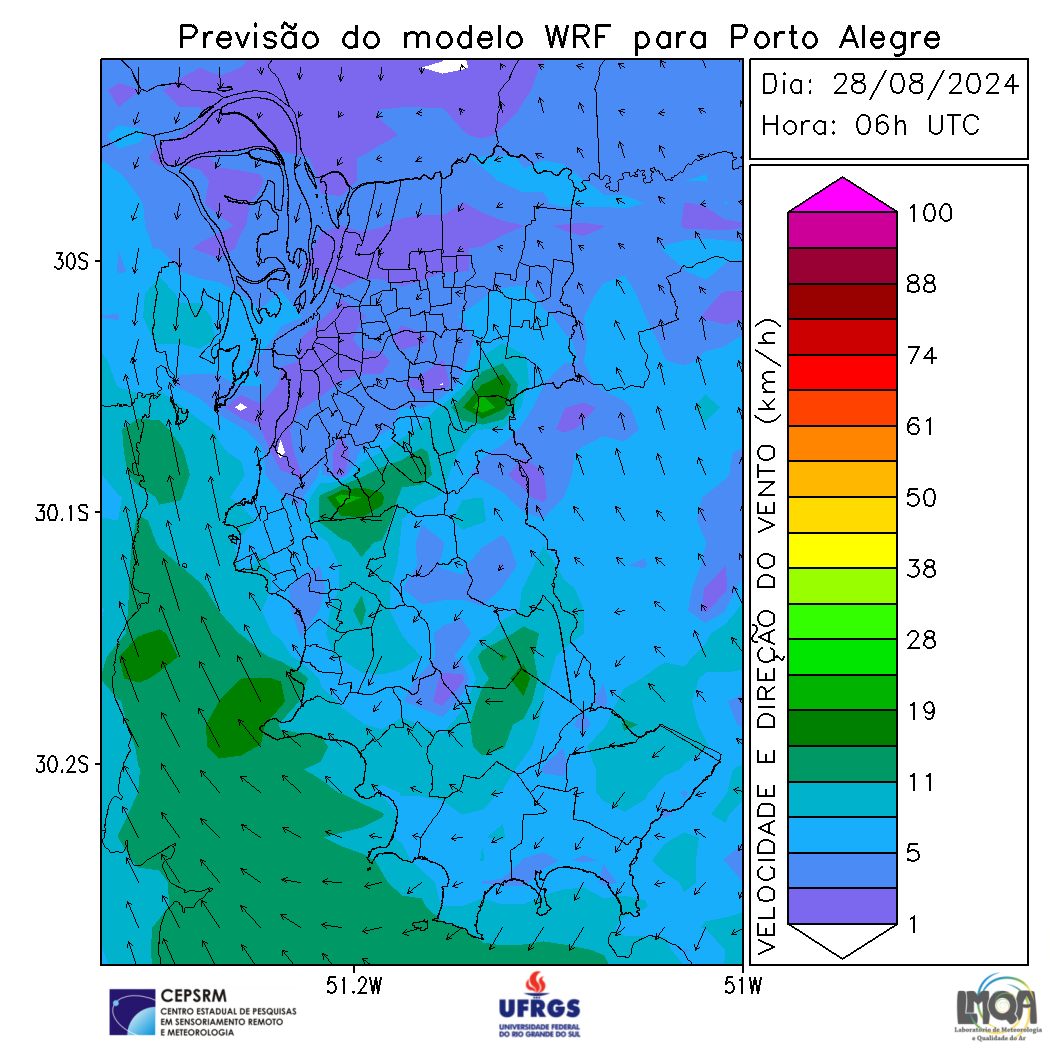 Previsão do modelo WRF para Porto Alegre
Dia: 28/08/2024
Hora: 06h UTC
30S
30.1S
30.2S
51.2W
51W
VELOCIDADE E DIREÇÃO DO VENTO (km/h)
100
88
74
61
50
38
28
19
11
5
1
CEPSRM
CENTRO ESTADUAL DE PESQUISAS
EM SENSORIAMENTO REMOTO
E METEOROLOGIA
UFRGS
UNIVERSIDADE FEDERAL
DO RIO GRANDE DO SUL
LMQA
Laboratório de Meteorologia
e Qualidade do Ar